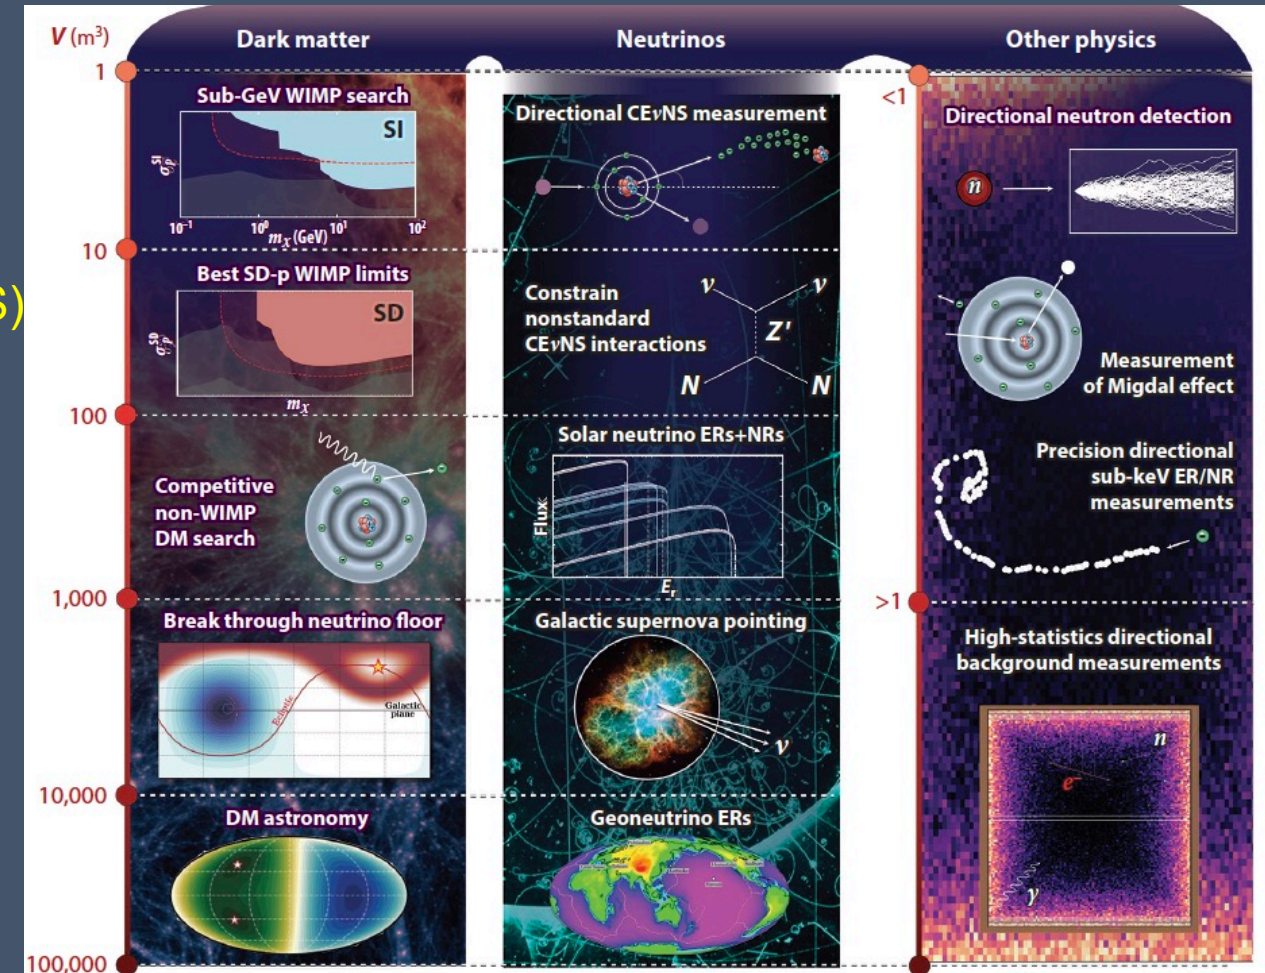 V (m³)
Dark matter
Neutrinos
Other physics
1
<1
Sub-GeV WIMP search
SI
σ_p^SI
10⁻¹ 10⁰ 10¹ 10²
m_χ (GeV)
Directional CEνNS measurement
Directional neutron detection
n
10
Best SD-p WIMP limits
SD
σ_p^SD
m_χ
S)
Constrain
nonstandard
CEνNS interactions
ν ν
Z'
N N
Measurement
of Migdal effect
100
Competitive
non-WIMP
DM search
Solar neutrino ERs+NRs
Flux
E_r
Precision directional
sub-keV ER/NR
measurements
1,000
>1
Break through neutrino floor
Ecliptic
Galactic
plane
Galactic supernova pointing
ν
High-statistics directional
background measurements
n
e⁻
γ
10,000
DM astronomy
Geoneutrino ERs
100,000